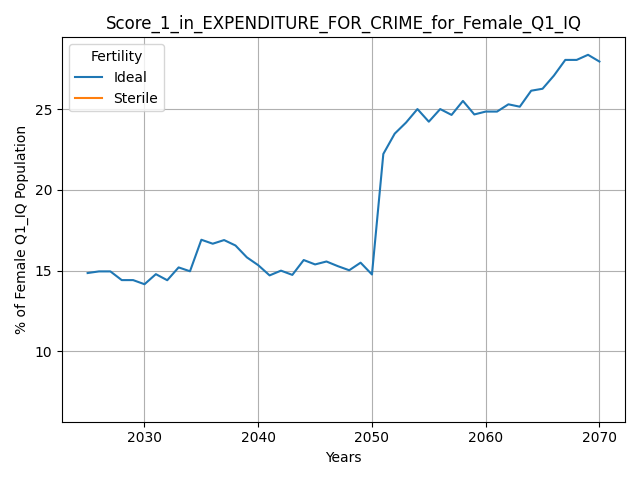 Score_1_in_EXPENDITURE_FOR_CRIME_for_Female_Q1_IQ
Fertility
Ideal
Sterile
% of Female Q1_IQ Population
25
20
15
10
2030 2040 2050 2060 2070
Years